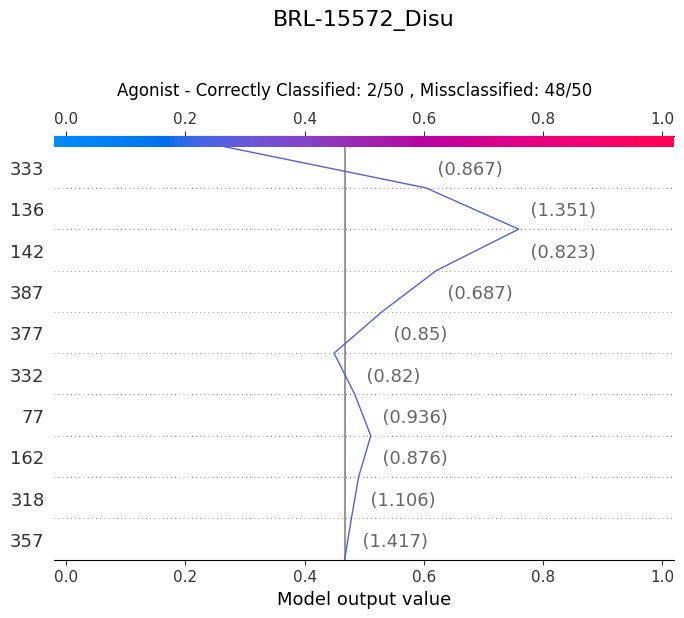 BRL-15572_Disu
Agonist - Correctly Classified: 2/50 , Missclassified: 48/50
0.0 0.2 0.4 0.6 0.8 1.0
333 (0.867)
136 (1.351)
142 (0.823)
387 (0.687)
377 (0.85)
332 (0.82)
77 (0.936)
162 (0.876)
318 (1.106)
357 (1.417)
0.0 0.2 0.4 0.6 0.8 1.0
Model output value